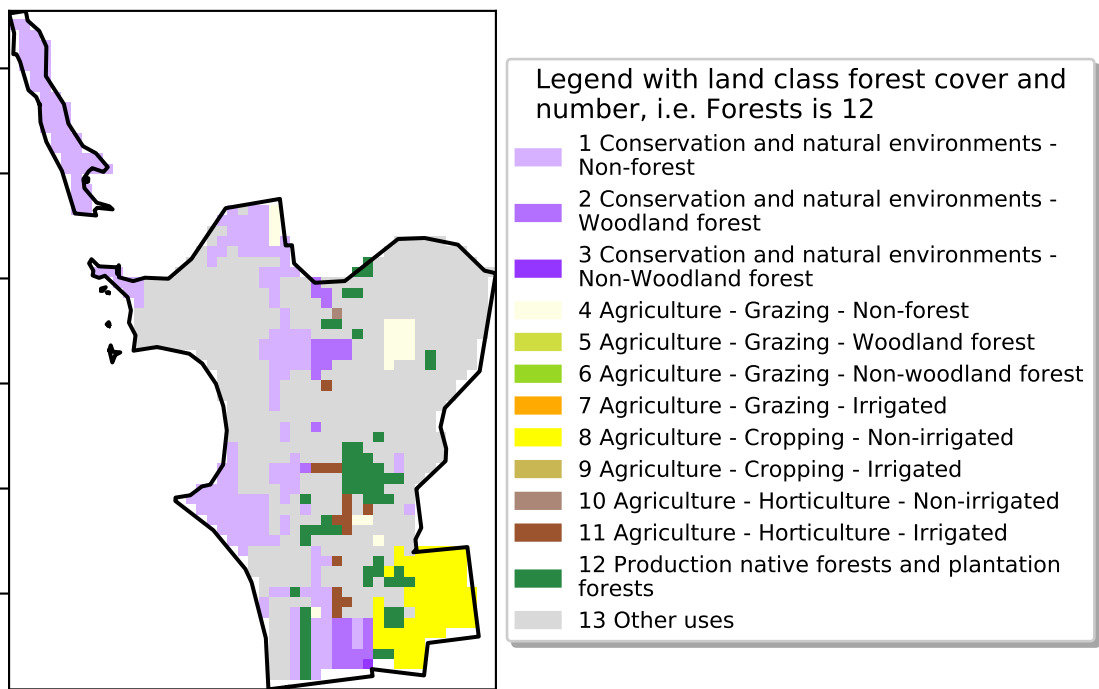 Legend with land class forest cover and
number, i.e. Forests is 12
1 Conservation and natural environments -
Non-forest
2 Conservation and natural environments -
Woodland forest
3 Conservation and natural environments -
Non-Woodland forest
4 Agriculture - Grazing - Non-forest
5 Agriculture - Grazing - Woodland forest
6 Agriculture - Grazing - Non-woodland forest
7 Agriculture - Grazing - Irrigated
8 Agriculture - Cropping - Non-irrigated
9 Agriculture - Cropping - Irrigated
10 Agriculture - Horticulture - Non-irrigated
11 Agriculture - Horticulture - Irrigated
12 Production native forests and plantation
forests
13 Other uses